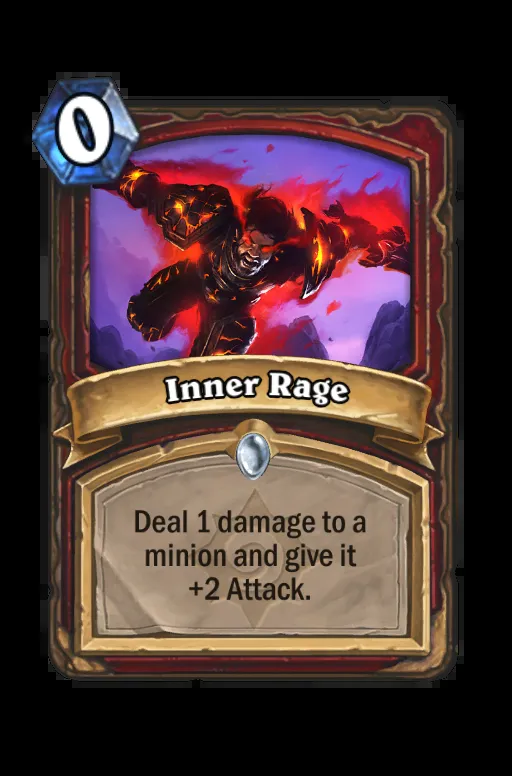 0
Inner Rage
Deal 1 damage to a
minion and give it
+2 Attack.